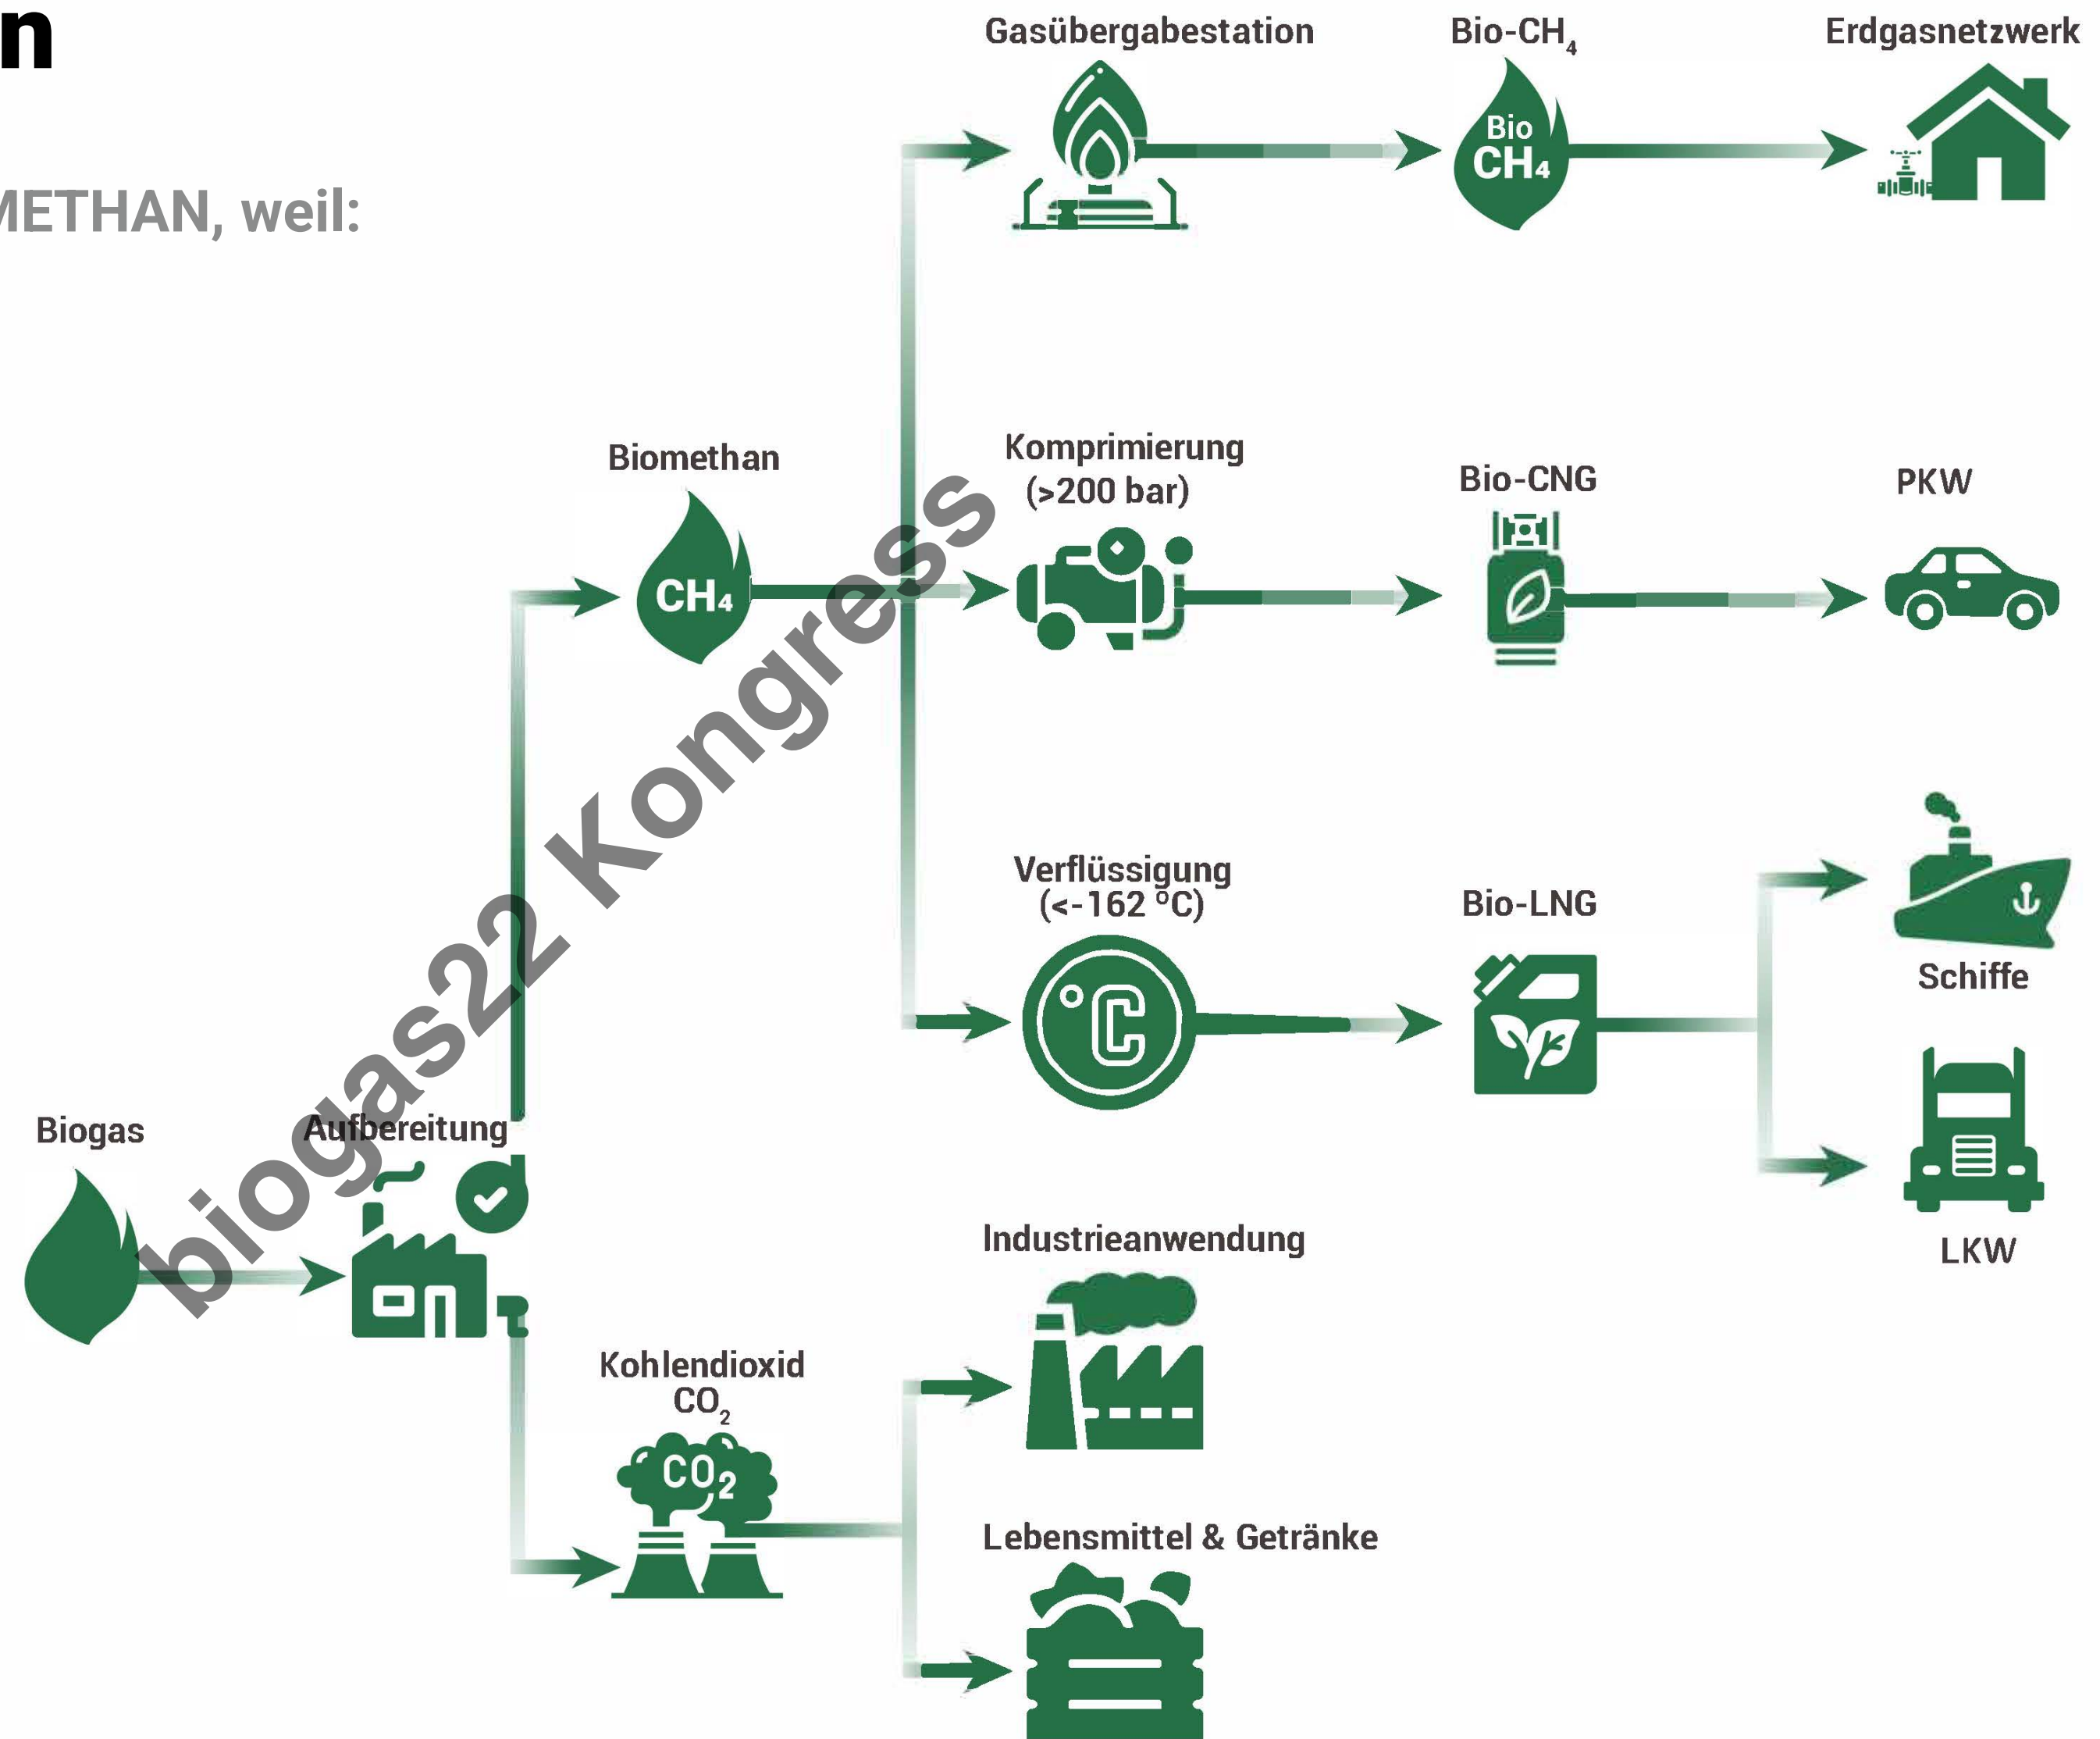 n
METHAN, weil:
Gasübergabestation
Bio-CH4
Erdgasnetzwerk
Bio
CH4
Biomethan
CH4
Komprimierung
(>200 bar)
Bio-CNG
PKW
Verflüssigung
(<-162 ºC)
°C
Bio-LNG
Schiffe
LKW
Biogas
Aufbereitung
Kohlendioxid
CO2
CO2
Industrieanwendung
Lebensmittel & Getränke
biogas22 Kongress